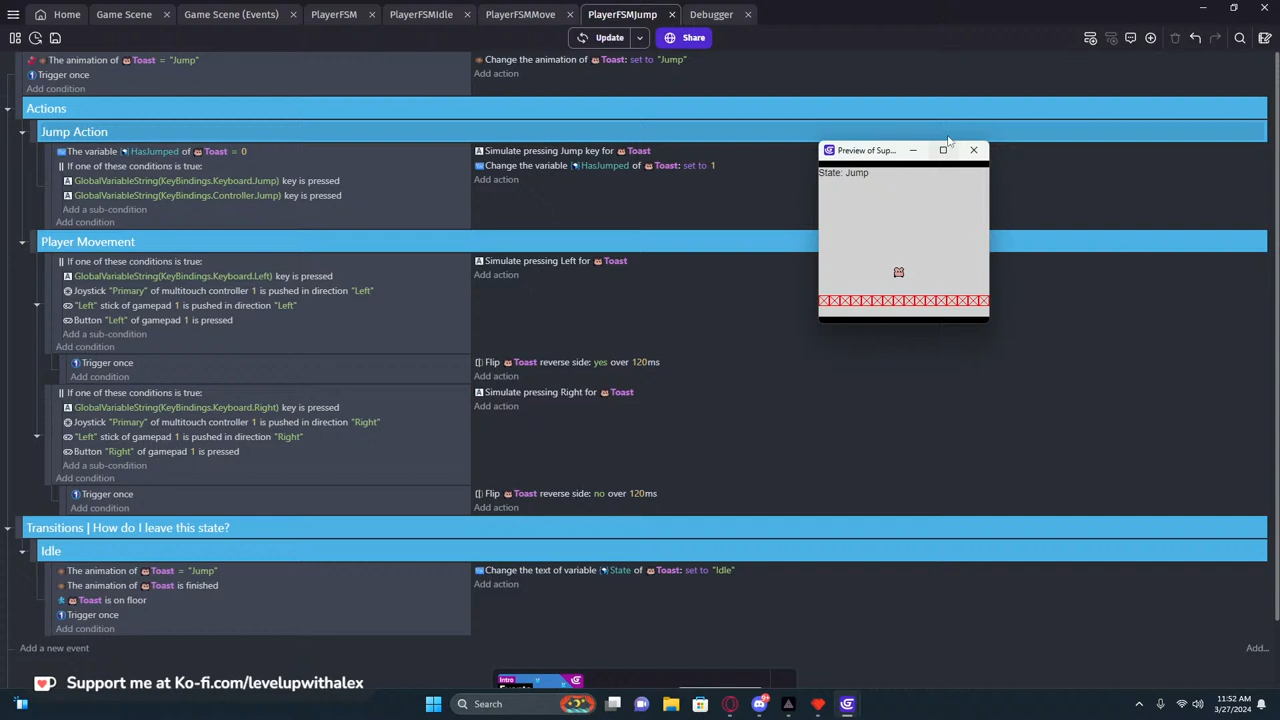 Home
Game Scene
Game Scene (Events)
PlayerFSM
PlayerFSMIdle
PlayerFSMMove
PlayerFSMJump
Debugger
Update
Share
The animation of Toast = "Jump"
Change the animation of Toast: set to "Jump"
Trigger once
Add action
Add condition
Actions
Jump Action
The variable HasJumped of Toast = 0
Simulate pressing Jump key for Toast
If one of these conditions is true:
Change the variable HasJumped of Toast: set to 1
GlobalVariableString(KeyBindings.Keyboard.Jump) key is pressed
Add action
GlobalVariableString(KeyBindings.Controller.Jump) key is pressed
Add a sub-condition
Add condition
Preview of Sup...
State: Jump
Player Movement
If one of these conditions is true:
Simulate pressing Left for Toast
GlobalVariableString(KeyBindings.Keyboard.Left) key is pressed
Add action
Joystick "Primary" of multitouch controller 1 is pushed in direction "Left"
"Left" stick of gamepad 1 is pushed in direction "Left"
Button "Left" of gamepad 1 is pressed
Add a sub-condition
Add condition
Trigger once
Flip Toast reverse side: yes over 120ms
Add condition
Add action
If one of these conditions is true:
Simulate pressing Right for Toast
GlobalVariableString(KeyBindings.Keyboard.Right) key is pressed
Add action
Joystick "Primary" of multitouch controller 1 is pushed in direction "Right"
"Left" stick of gamepad 1 is pushed in direction "Right"
Button "Right" of gamepad 1 is pressed
Add a sub-condition
Add condition
Trigger once
Flip Toast reverse side: no over 120ms
Add condition
Add action
Transitions | How do I leave this state?
Idle
The animation of Toast = "Jump"
Change the text of variable State of Toast: set to "Idle"
The animation of Toast is finished
Add action
Toast is on floor
Trigger once
Add condition
Add a new event
Add...
Support me at Ko-fi.com/levelupwithalex
Intro
Search
11:52 AM
3/27/2024